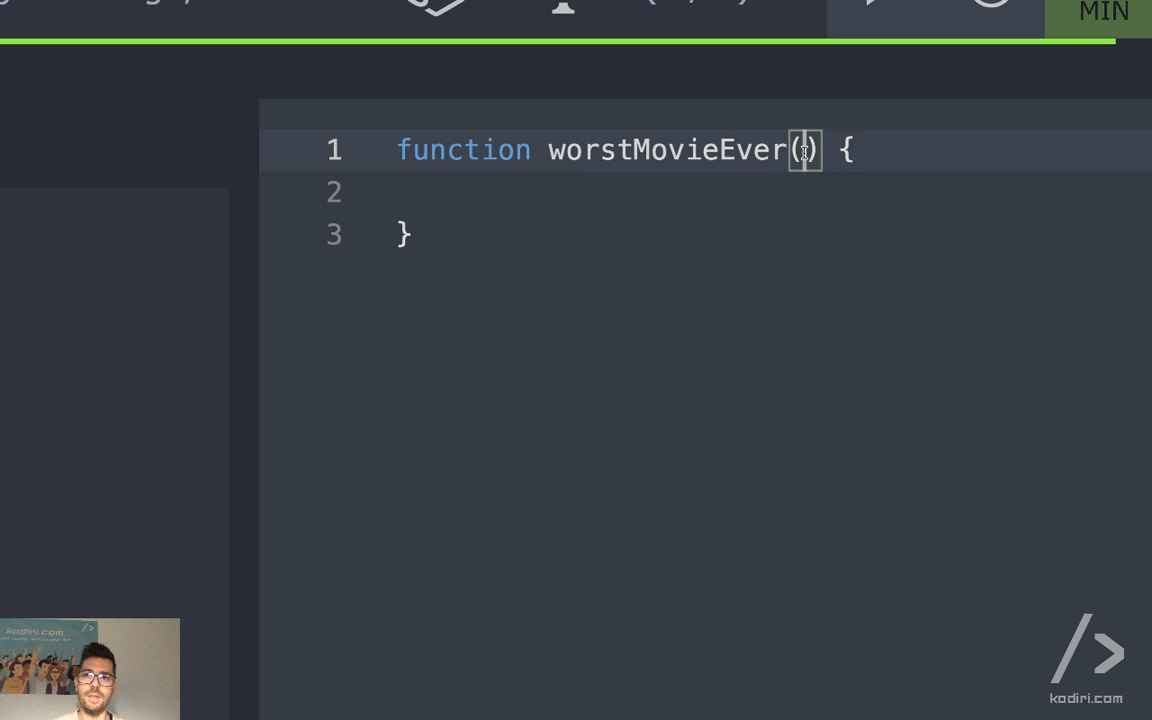 MIN
1 function worstMovieEver() {
2
3 }
kodiri.com
/>
kodiri.com